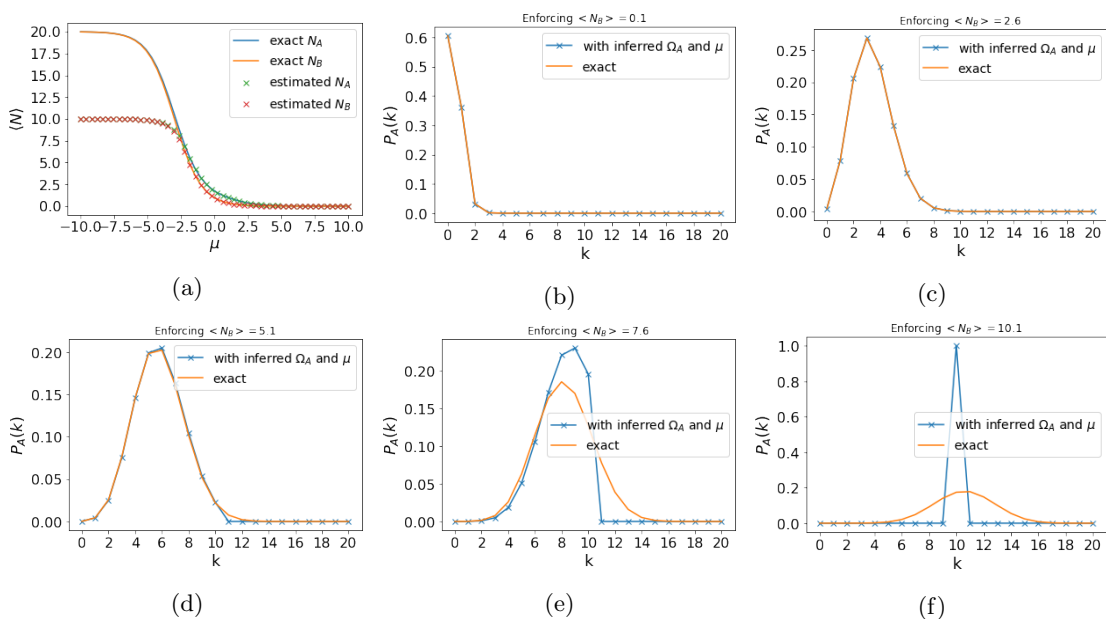 20.0
17.5
15.0
12.5
10.0
7.5
5.0
2.5
0.0
⟨N⟩
exact N_A
exact N_B
estimated N_A
estimated N_B
−10.0−7.5−5.0−2.5 0.0 2.5 5.0 7.5 10.0
μ
(a)
Enforcing < N_B > = 0.1
0.6
0.5
0.4
0.3
0.2
0.1
0.0
P_A(k)
with inferred Ω_A and μ
exact
0 2 4 6 8 10 12 14 16 18 20
k
(b)
Enforcing < N_B > = 2.6
0.25
0.20
0.15
0.10
0.05
0.00
P_A(k)
with inferred Ω_A and μ
exact
0 2 4 6 8 10 12 14 16 18 20
k
(c)
Enforcing < N_B > = 5.1
0.20
0.15
0.10
0.05
0.00
P_A(k)
with inferred Ω_A and μ
exact
0 2 4 6 8 10 12 14 16 18 20
k
(d)
Enforcing < N_B > = 7.6
0.20
0.15
0.10
0.05
0.00
P_A(k)
with inferred Ω_A and μ
exact
0 2 4 6 8 10 12 14 16 18 20
k
(e)
Enforcing < N_B > = 10.1
1.0
0.8
0.6
0.4
0.2
0.0
P_A(k)
with inferred Ω_A and μ
exact
0 2 4 6 8 10 12 14 16 18 20
k
(f)